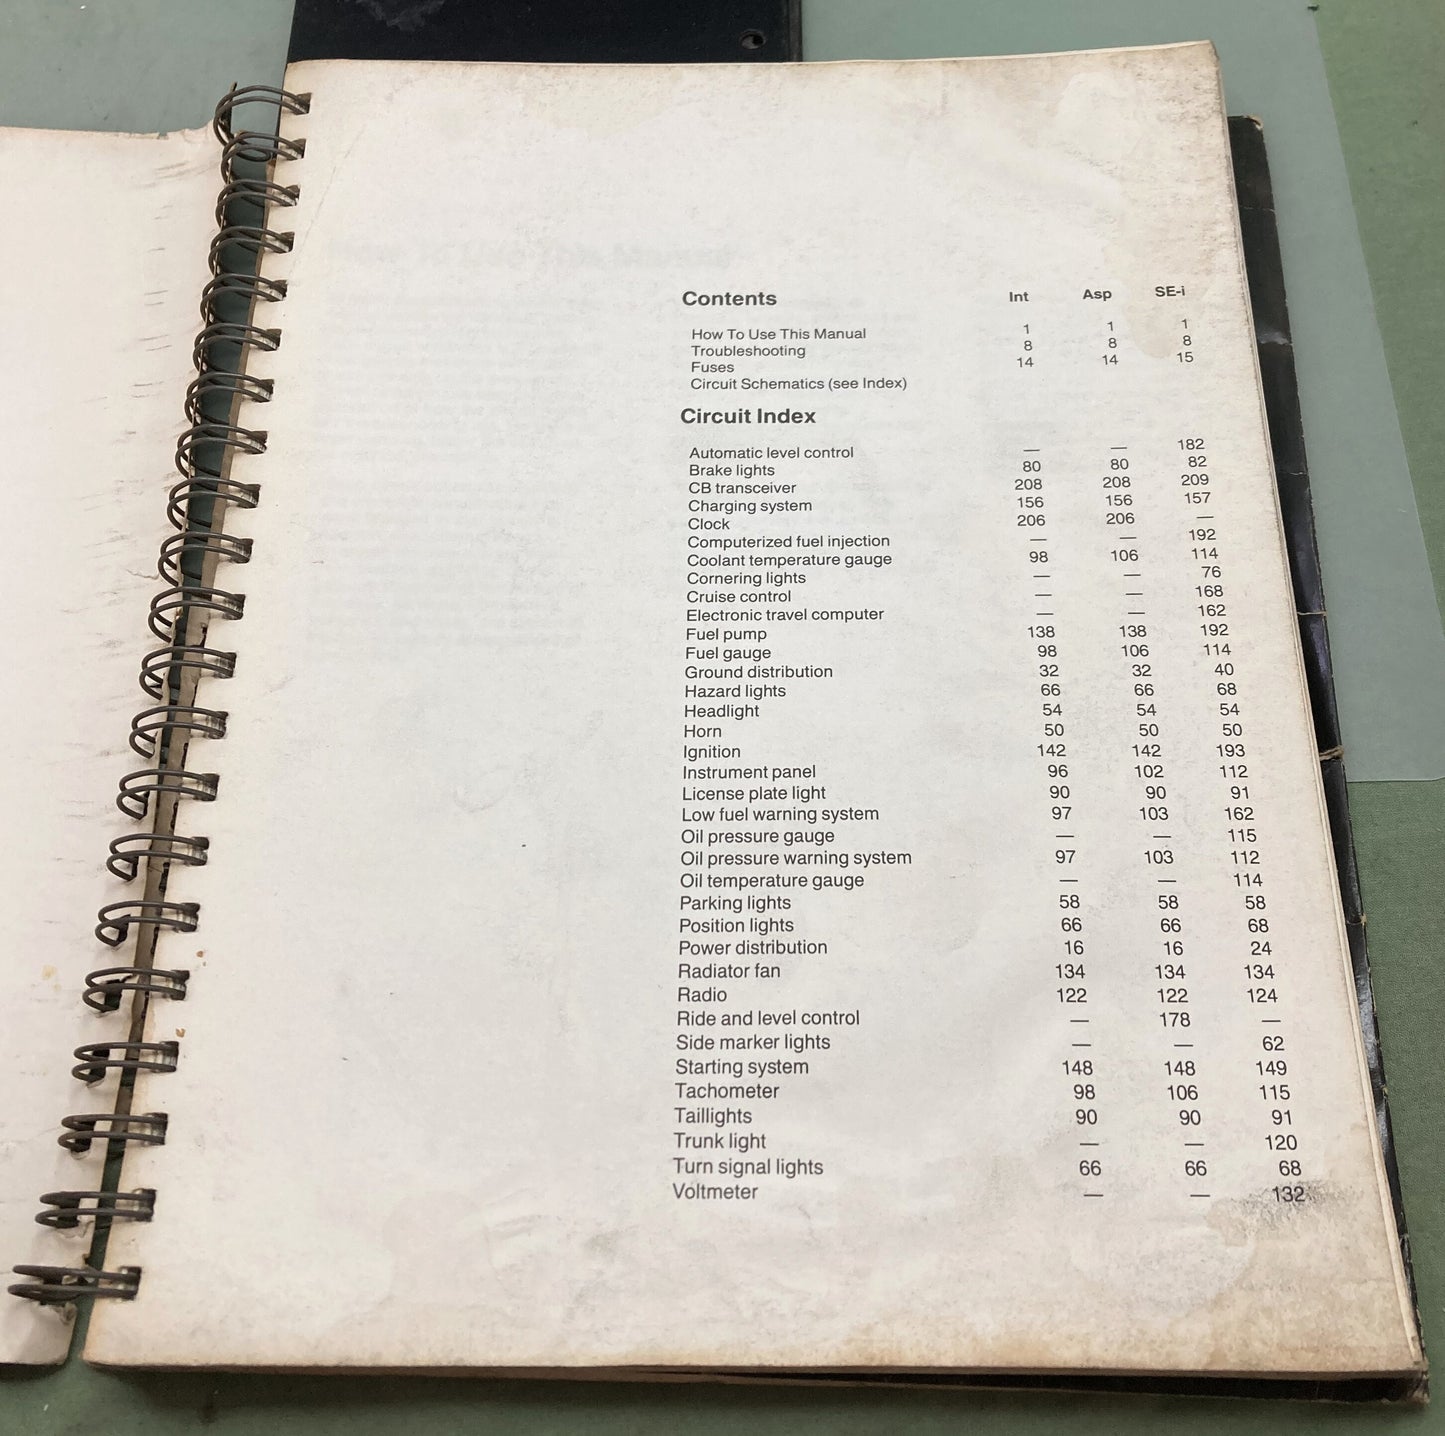 Contents Int Asp SE-i
How To Use This Manual 1 1 1
Troubleshooting 8 8 8
Fuses 14 14 15
Circuit Schematics (see Index)
Circuit Index
Automatic level control — — 182
Brake lights 80 80 82
CB transceiver 208 208 209
Charging system 156 156 157
Clock 206 206 —
Computerized fuel injection — — 192
Coolant temperature gauge 98 106 114
Cornering lights — — 76
Cruise control — — 168
Electronic travel computer — — 162
Fuel pump 138 138 192
Fuel gauge 98 106 114
Ground distribution 32 32 40
Hazard lights 66 66 68
Headlight 54 54 54
Horn 50 50 50
Ignition 142 142 193
Instrument panel 96 102 112
License plate light 90 90 91
Low fuel warning system 97 103 162
Oil pressure gauge — — 115
Oil pressure warning system 97 103 112
Oil temperature gauge — — 114
Parking lights 58 58 58
Position lights 66 66 68
Power distribution 16 16 24
Radiator fan 134 134 134
Radio 122 122 124
Ride and level control — 178 —
Side marker lights — — 62
Starting system 148 148 149
Tachometer 98 106 115
Taillights 90 90 91
Trunk light — — 120
Turn signal lights 66 66 68
Voltmeter — — 132